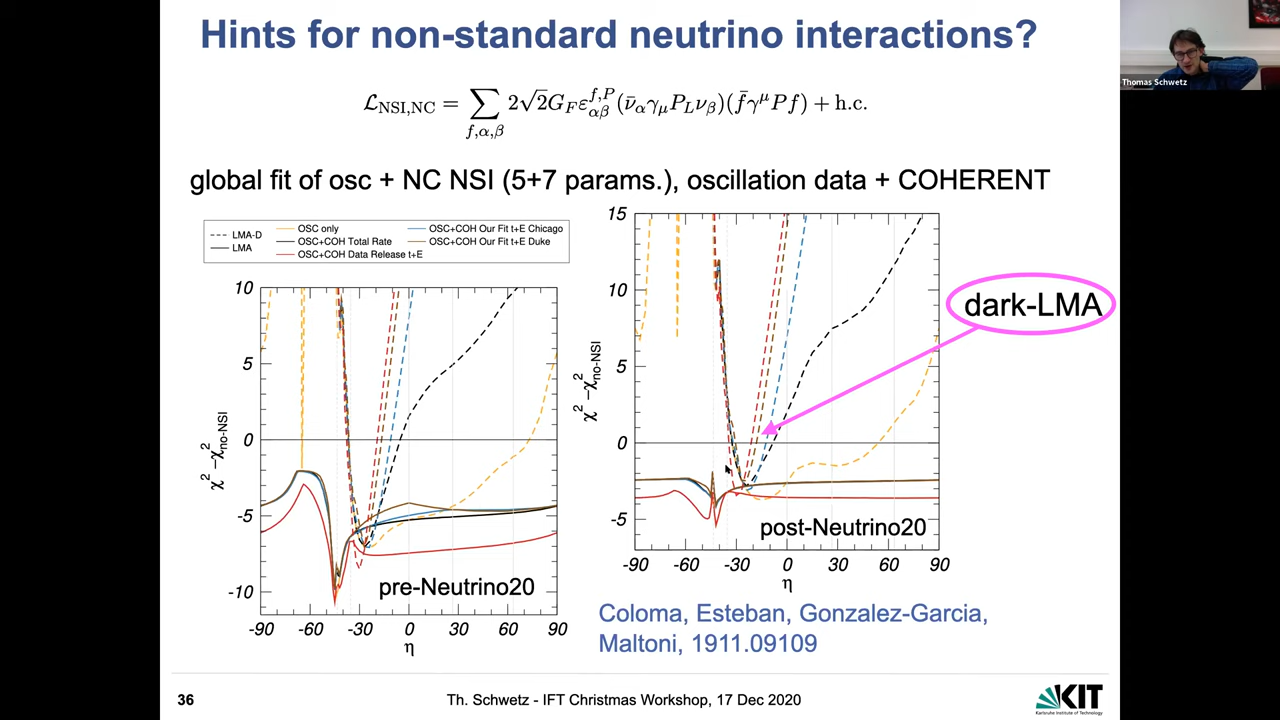 Hints for non-standard neutrino interactions?
Thomas Schwetz
ℒ_NSI,NC = ∑_{f,α,β} 2√2 G_F ε^{f,P}_{αβ} (ν̄_α γ_μ P_L ν_β)(f̄ γ^μ P f) + h.c.
global fit of osc + NC NSI (5+7 params.), oscillation data + COHERENT
LMA-D
LMA
OSC only
OSC+COH Total Rate
OSC+COH Data Release t+E
OSC+COH Our Fit t+E Chicago
OSC+COH Our Fit t+E Duke
10
5
0
-5
-10
χ² – χ²_no-NSI
-90 -60 -30 0 30 60 90
η
pre-Neutrino20
15
10
5
0
-5
χ² – χ²_no-NSI
-90 -60 -30 0 30 60 90
η
post-Neutrino20
dark-LMA
Coloma, Esteban, Gonzalez-Garcia,
Maltoni, 1911.09109
36
Th. Schwetz - IFT Christmas Workshop, 17 Dec 2020
KIT
Karlsruhe Institute of Technology